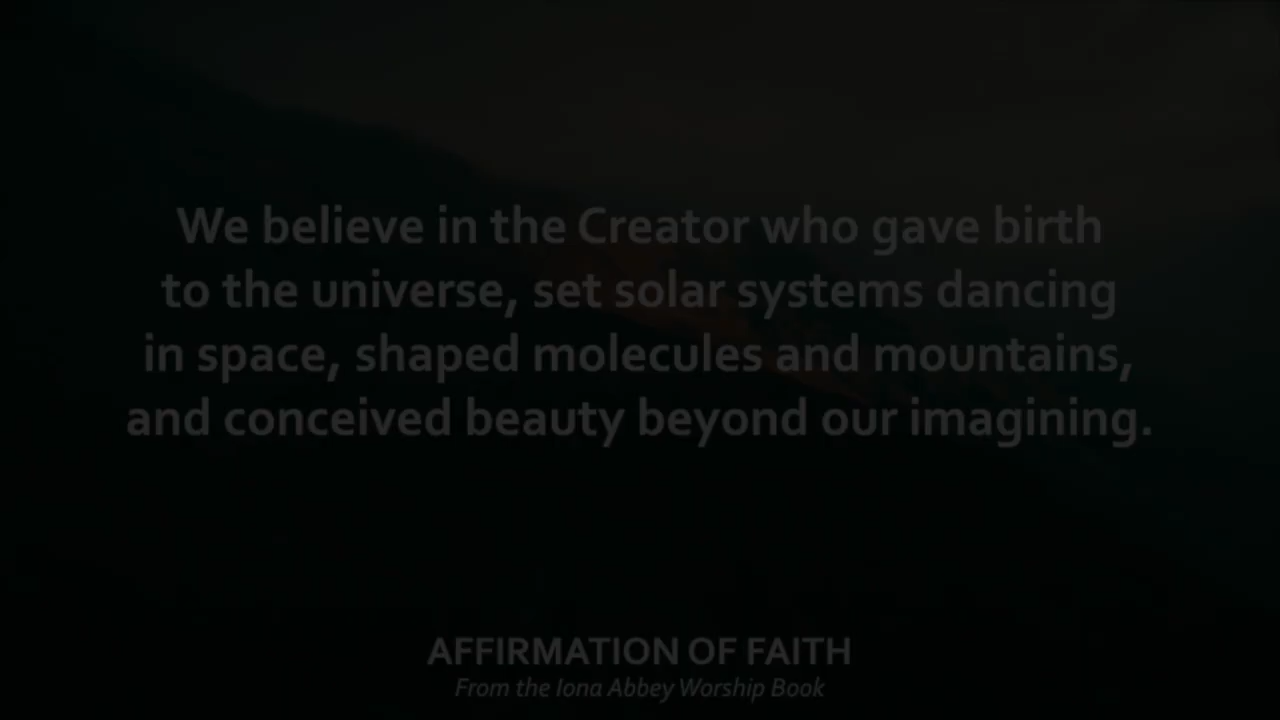 We believe in the Creator who gave birth
to the universe, set solar systems dancing
in space, shaped molecules and mountains,
and conceived beauty beyond our imagining.
AFFIRMATION OF FAITH
From the Iona Abbey Worship Book